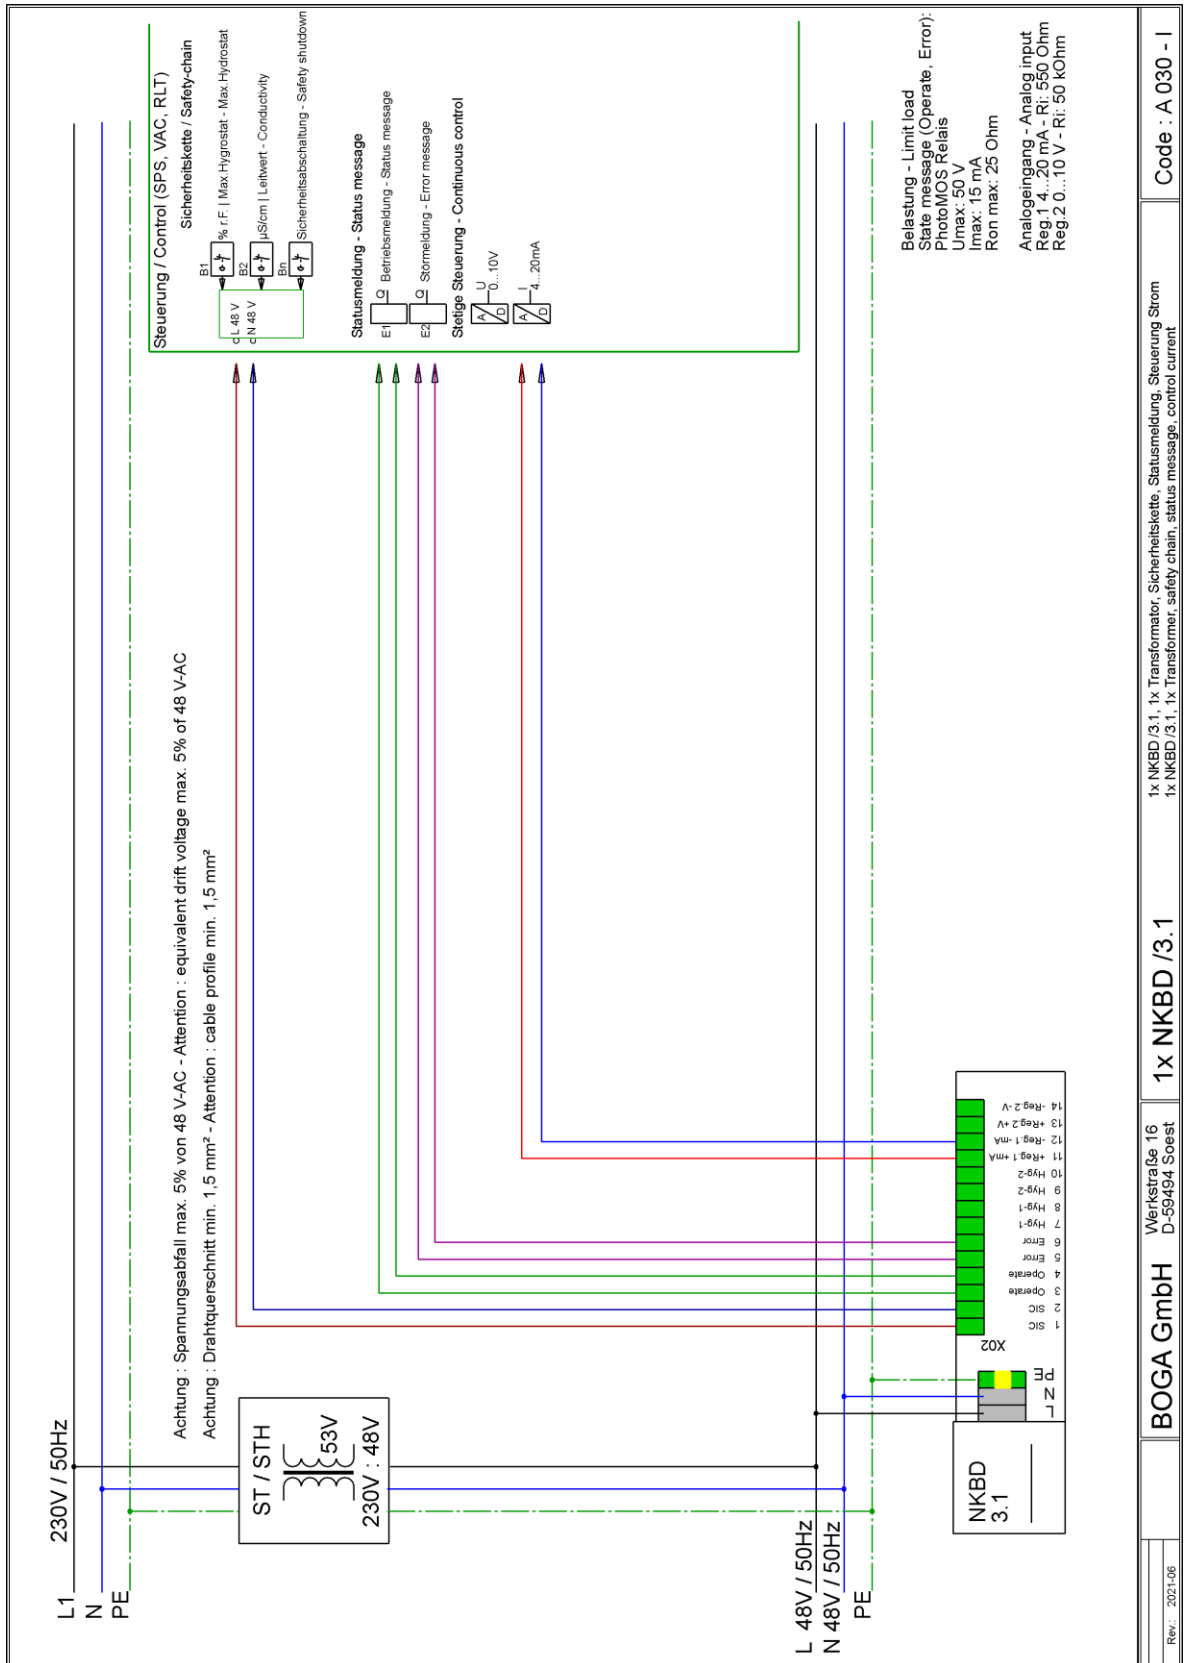 230V / 50Hz
L1
N
PE
Achtung : Spannungsabfall max. 5% von 48 V-AC - Attention : equivalent drift voltage max. 5% of 48 V-AC
Achtung : Drahtquerschnitt min. 1,5 mm² - Attention : cable profile min. 1,5 mm²
ST / STH
53V
230V : 48V
Steuerung / Control (SPS, VAC, RLT)
Sicherheitskette / Safety-chain
B1
% r.F. | Max.Hygrostat - Max.Hydrostat
B2
µS/cm | Leitwert - Conductivity
Bn
Sicherheitsabschaltung - Safety shutdown
L 48 V
N 48 V
Statusmeldung - Status message
E1
Q
Betriebsmeldung - Status message
E2
Q
Störmeldung - Error message
Stetige Steuerung - Continuous control
A
D
U
0...10V
A
D
I
4...20mA
L 48V / 50Hz
N 48V / 50Hz
PE
Belastung - Limit load
State message (Operate, Error):
PhotoMOS Relais
Umax: 50 V
Imax: 15 mA
Ron max: 25 Ohm
Analogeingang - Analog input
Reg.1 4...20 mA - Ri: 550 Ohm
Reg.2 0...10 V - Ri: 50 kOhm
NKBD
3.1
L
N
PE
X02
1 SIC
2 SIC
3 Operate
4 Operate
5 Error
6 Error
7 Hyg-1
8 Hyg-1
9 Hyg-2
10 Hyg-2
11 +Reg.1 +mA
12 -Reg.1 -mA
13 +Reg.2 +V
14 -Reg.2 -V
Rev.: 2021-06
BOGA GmbH
Werkstraße 16
D-59494 Soest
1x NKBD /3.1
1x NKBD /3.1, 1x Transformator, Sicherheitskette, Statusmeldung, Steuerung Strom
1x NKBD /3.1, 1x Transformer, safety chain, status message, control current
Code : A 030 - I